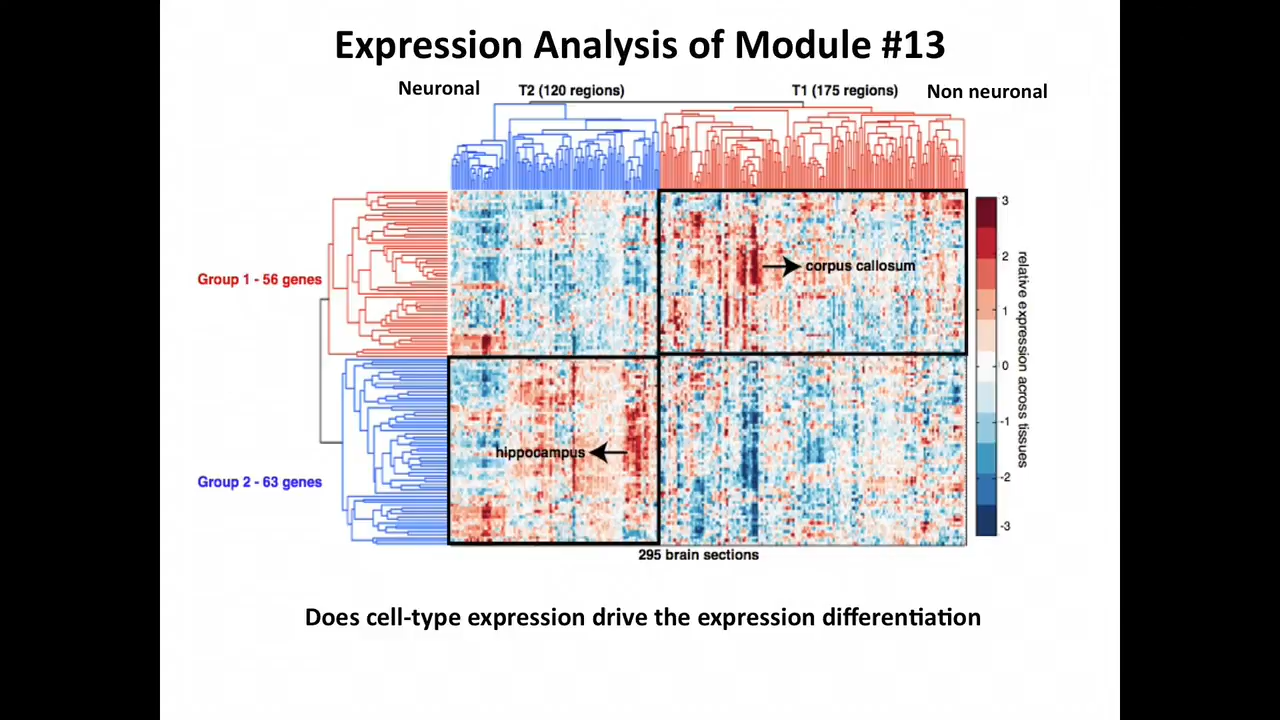 Expression Analysis of Module #13
Neuronal
T2 (120 regions)
T1 (175 regions)
Non neuronal
3
2
1
0
-1
-2
-3
relative expression across tissues
Group 1 - 56 genes
corpus callosum
hippocampus
Group 2 - 63 genes
295 brain sections
Does cell-type expression drive the expression differentiation